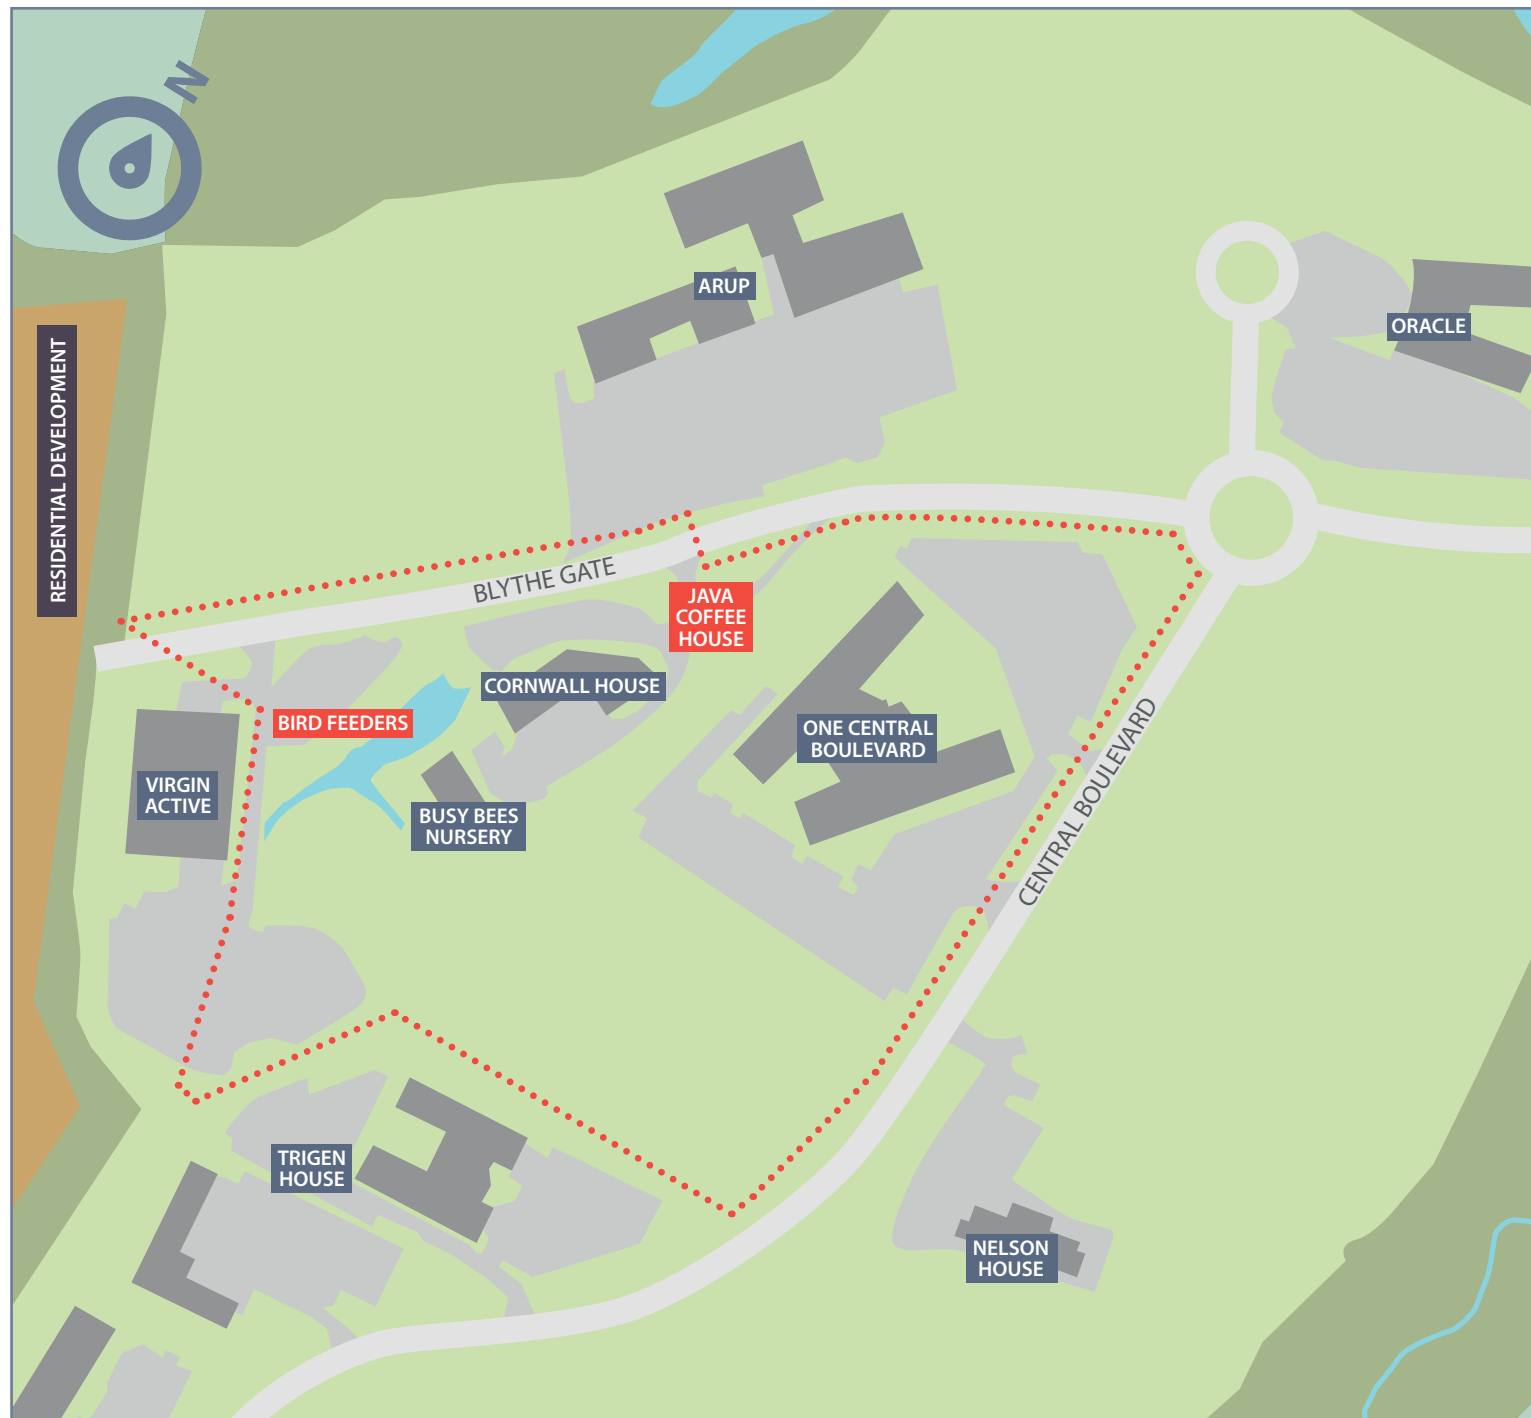 N
ARUP
ORACLE
RESIDENTIAL DEVELOPMENT
BLYTHE GATE
JAVA
COFFEE
HOUSE
CORNWALL HOUSE
BIRD FEEDERS
ONE CENTRAL
BOULEVARD
VIRGIN
ACTIVE
BUSY BEES
NURSERY
CENTRAL BOULEVARD
TRIGEN
HOUSE
NELSON
HOUSE